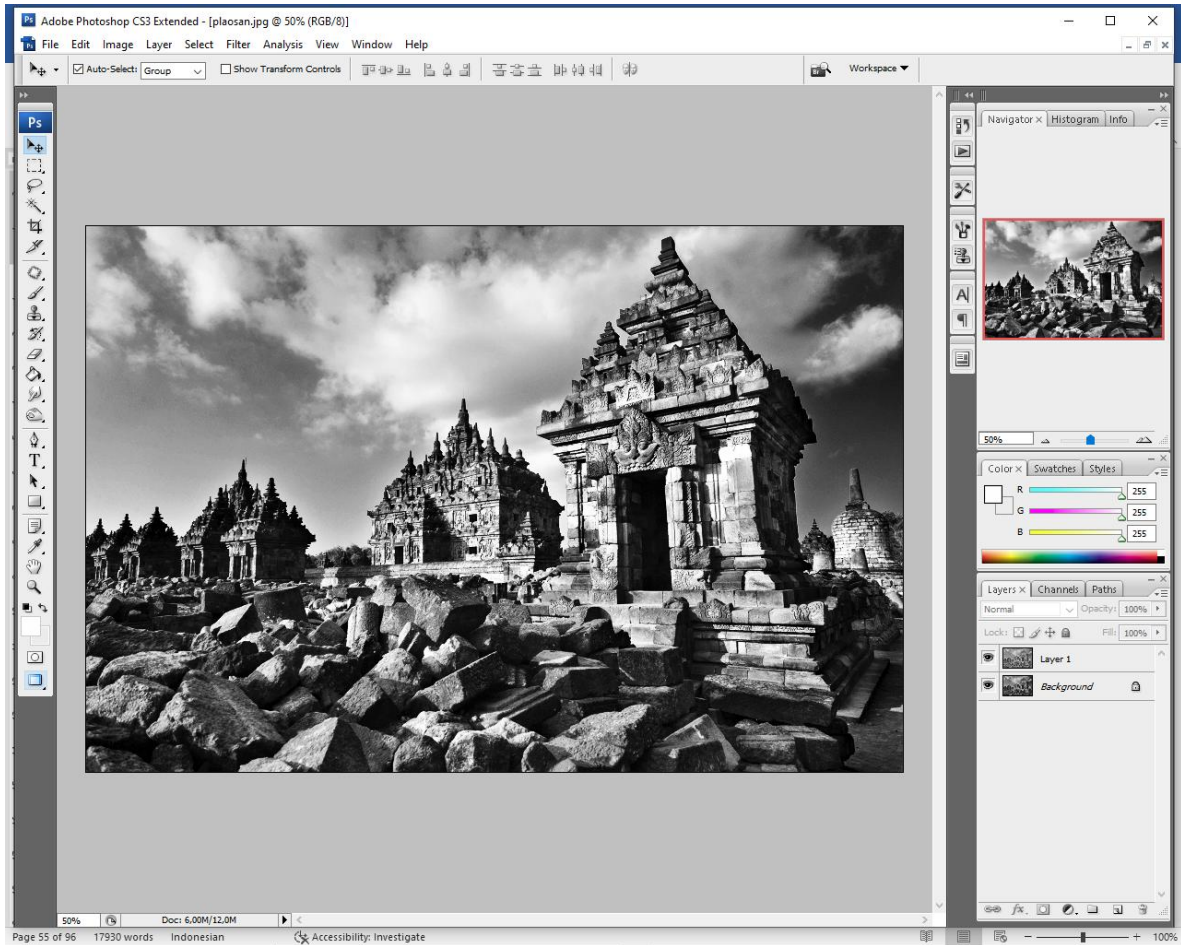 Ps Adobe Photoshop CS3 Extended - [plaosan.jpg @ 50% (RGB/8)]
Ps File Edit Image Layer Select Filter Analysis View Window Help
Auto-Select: Group Show Transform Controls Workspace
Ps
Navigator × Histogram Info
50%
Color × Swatches Styles
R 255
G 255
B 255
Layers × Channels Paths
Normal Opacity: 100%
Lock: Fill: 100%
Layer 1
Background
50% Doc: 6,00M/12,0M
Page 55 of 96 17930 words Indonesian Accessibility: Investigate 100%